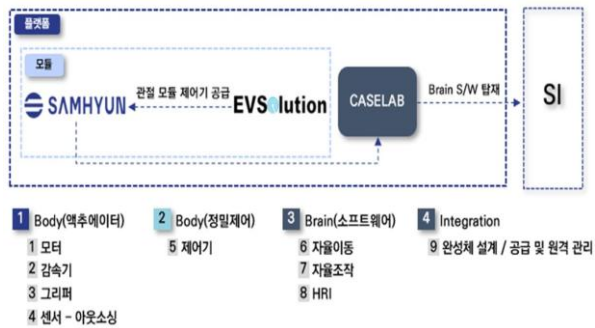 플랫폼
모듈
SAMHYUN
관절 모듈 제어기 공급
EVSolution
CASELAB
Brain S/W 탑재
SI
1 Body(액추에이터)
1 모터
2 감속기
3 그리퍼
4 센서 – 아웃소싱
2 Body(정밀제어)
5 제어기
3 Brain(소프트웨어)
6 자율이동
7 자율조작
8 HRI
4 Integration
9 완성체 설계 / 공급 및 원격 관리